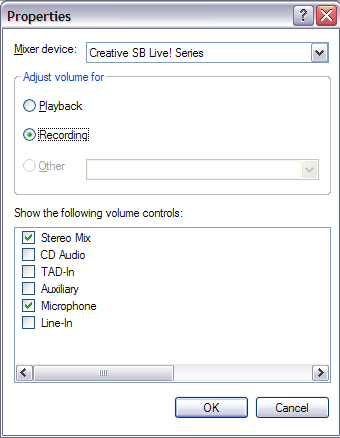 Properties
Mixer device: Creative SB Live! Series
Adjust volume for
Playback
Recording
Other
Show the following volume controls:
Stereo Mix
CD Audio
TAD-In
Auxiliary
Microphone
Line-In
OK Cancel